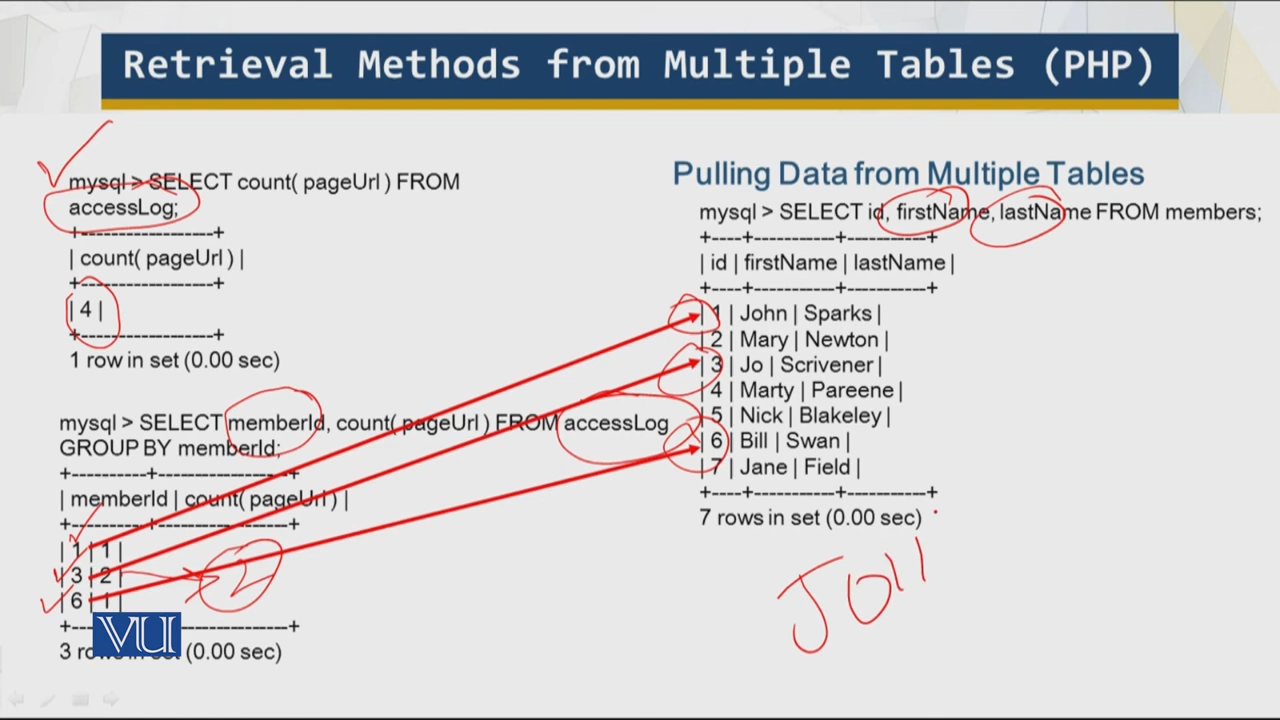 Retrieval Methods from Multiple Tables (PHP)
mysql > SELECT count( pageUrl ) FROM
accessLog;
+------------------+
| count( pageUrl ) |
+------------------+
| 4 |
+------------------+
1 row in set (0.00 sec)
mysql > SELECT memberId, count( pageUrl ) FROM accessLog
GROUP BY memberId;
+----------+------------------+
| memberId | count( pageUrl ) |
+----------+------------------+
| 1 | 1 |
| 3 | 2 |
| 6 | 1 |
2
+----------+------------------+
VU
3 rows in set (0.00 sec)
Pulling Data from Multiple Tables
mysql > SELECT id, firstName, lastName FROM members;
+----+-----------+-----------+
| id | firstName | lastName |
+----+-----------+-----------+
| 1 | John | Sparks |
| 2 | Mary | Newton |
| 3 | Jo | Scrivener |
| 4 | Marty | Pareene |
| 5 | Nick | Blakeley |
| 6 | Bill | Swan |
| 7 | Jane | Field |
+----+-----------+-----------+
7 rows in set (0.00 sec)